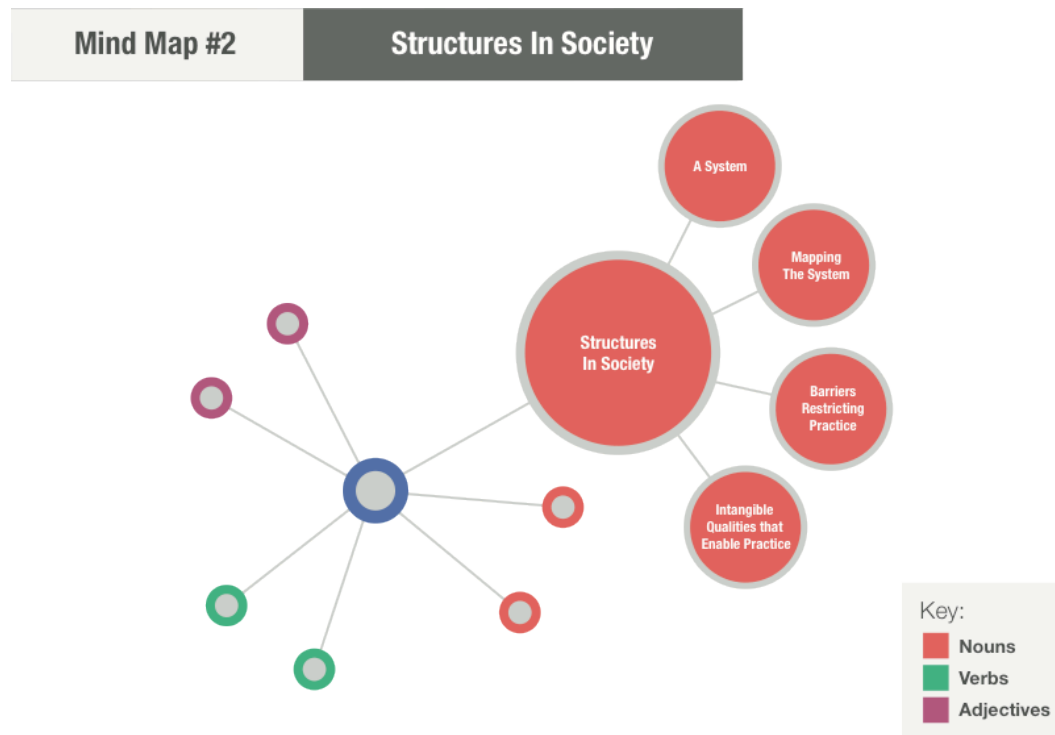 Mind Map #2
Structures In Society
A System
Mapping
The System
Structures
In Society
Barriers
Restricting
Practice
Intangible
Qualities that
Enable Practice
Key:
Nouns
Verbs
Adjectives